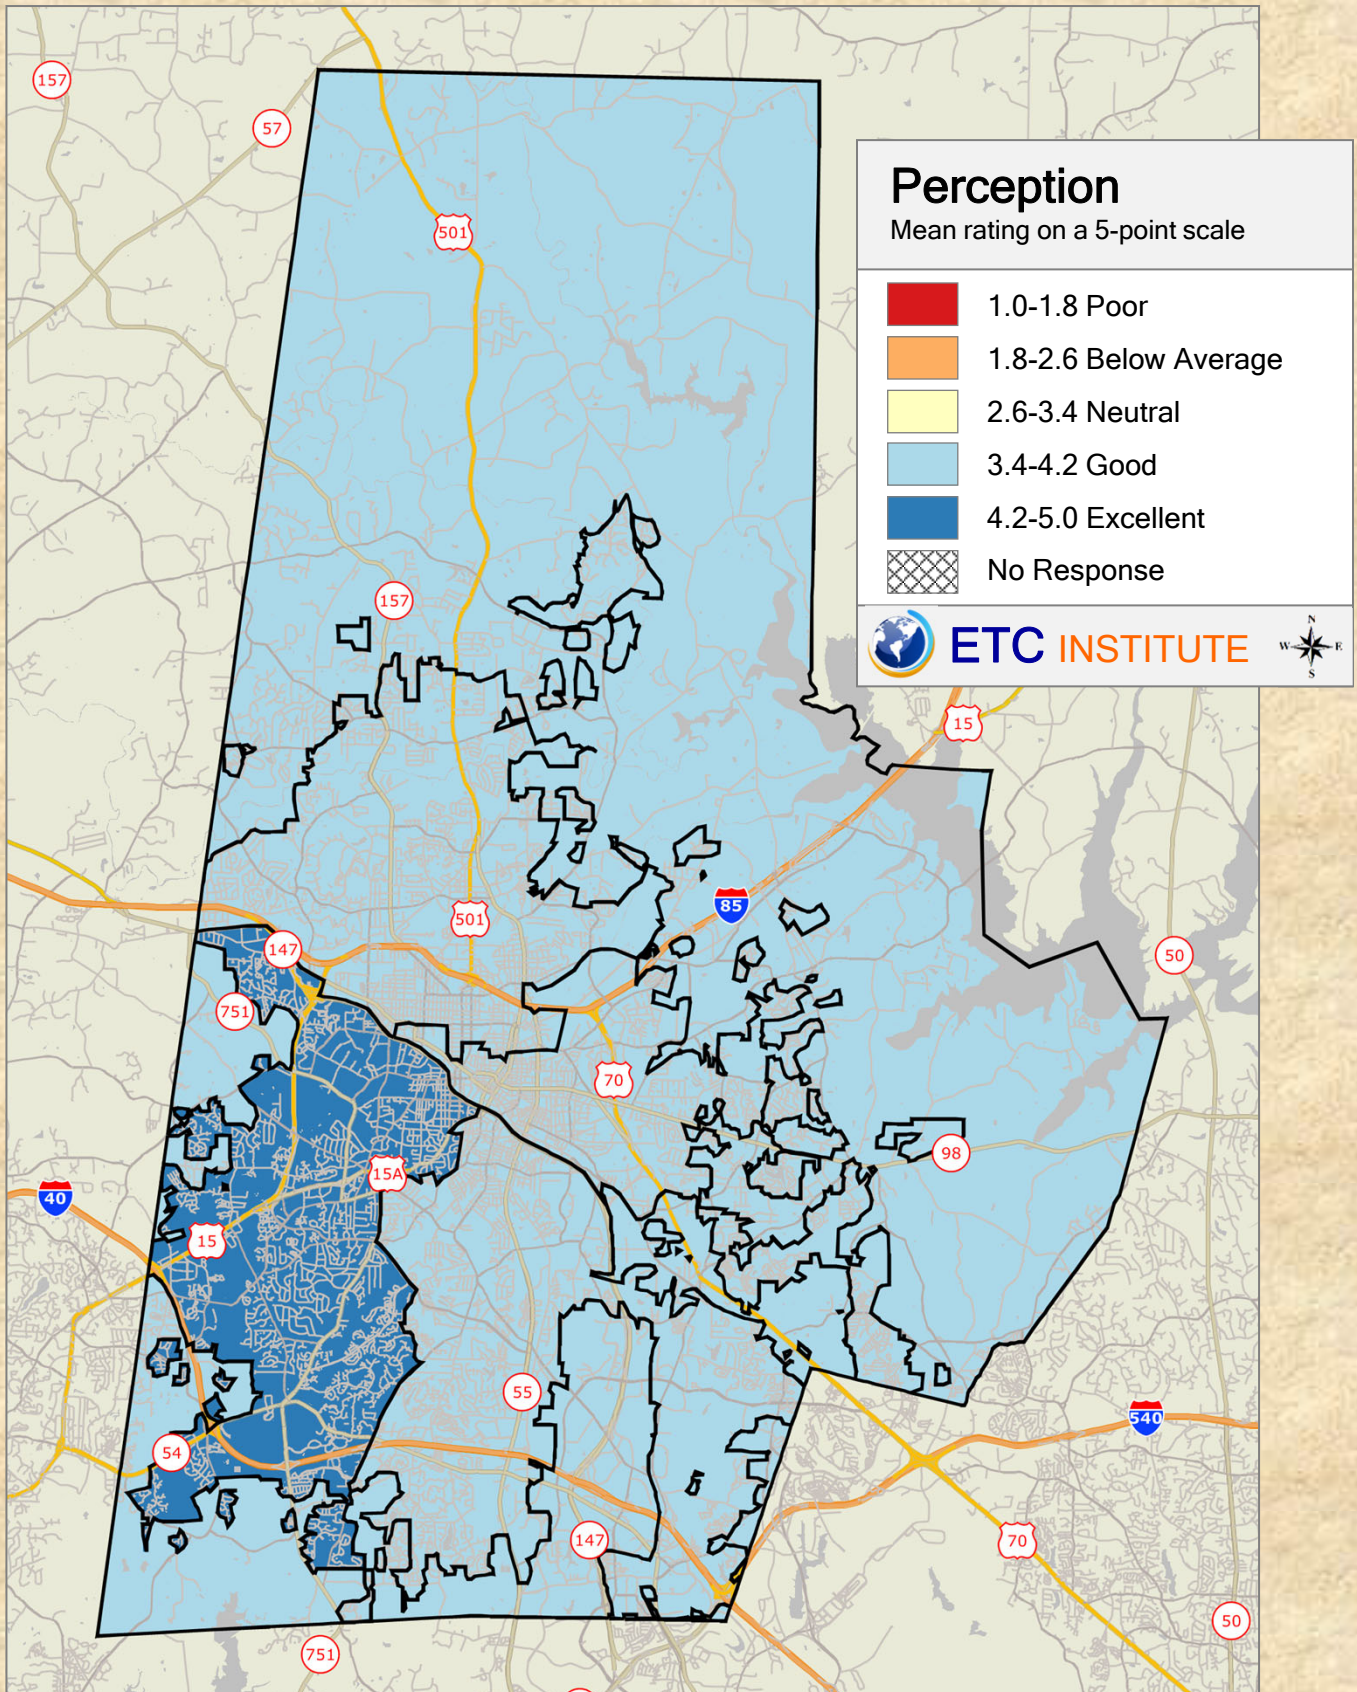 157
57
501
Perception
Mean rating on a 5-point scale
1.0-1.8 Poor
1.8-2.6 Below Average
2.6-3.4 Neutral
3.4-4.2 Good
4.2-5.0 Excellent
No Response
ETC INSTITUTE
N
W E
S
157
15
85
501
147
50
751
70
98
15A
40
15
55
540
54
147
70
50
751